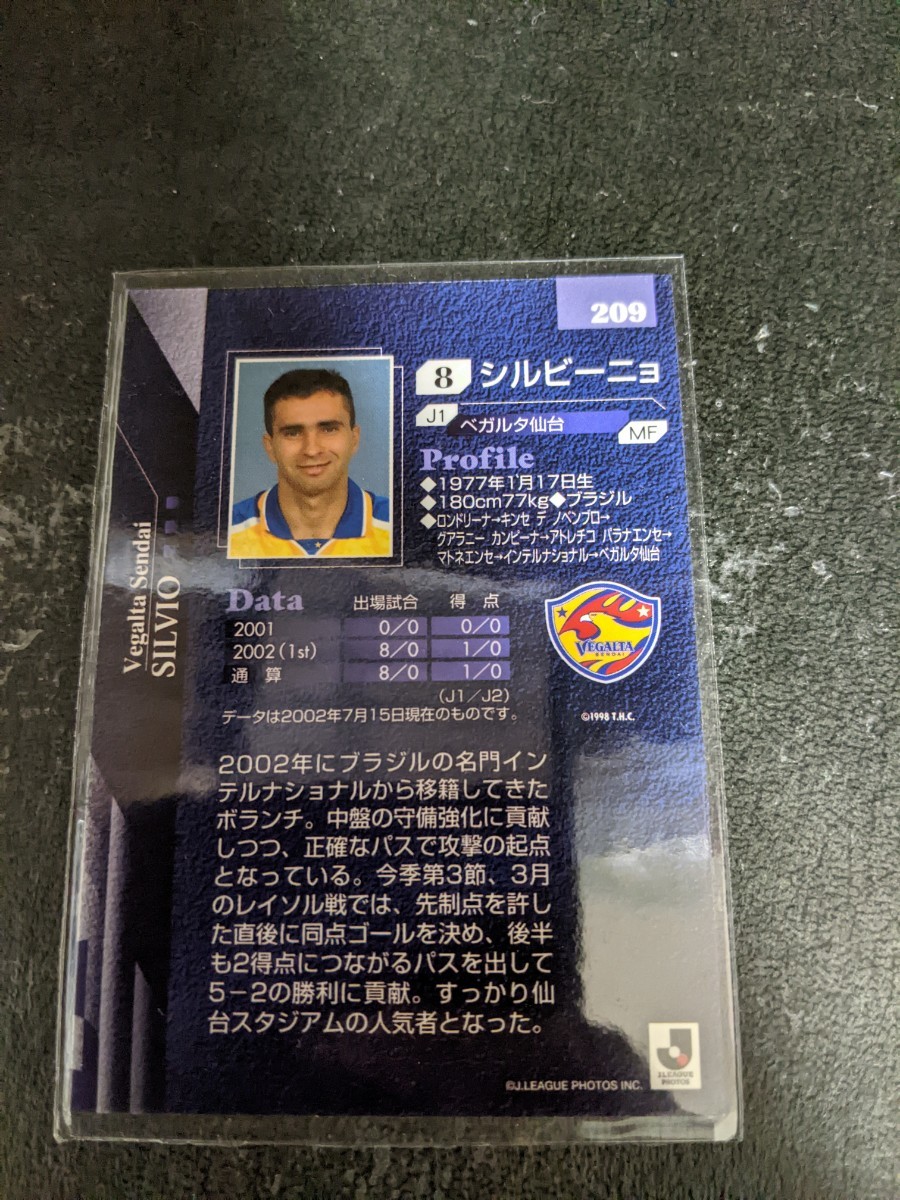 209
8 シルビーニョ
J1 ベガルタ仙台
MF
Profile
◆1977年1月17日生
◆180cm77kg◆ブラジル
◆ロンドリーナ→キンセ デ ノベンブロ→
グアラニー カンピーナ→アトレチコ パラナエンセ→
マトネエンセ→インテルナショナル→ベガルタ仙台
Vegalta Sendai
SILVIO
Data 出場試合 得 点
2001 0/0 0/0
2002(1st) 8/0 1/0
通 算 8/0 1/0
(J1/J2)
データは2002年7月15日現在のものです。
VEGALTA
SENDAI
©1998 T.H.C.
2002年にブラジルの名門イン
テルナショナルから移籍してきた
ボランチ。中盤の守備強化に貢献
しつつ、正確なパスで攻撃の起点
となっている。今季第3節、3月
のレイソル戦では、先制点を許し
た直後に同点ゴールを決め、後半
も2得点につながるパスを出して
5-2の勝利に貢献。すっかり仙
台スタジアムの人気者となった。
©J.LEAGUE PHOTOS INC.
J.LEAGUE
PHOTOS